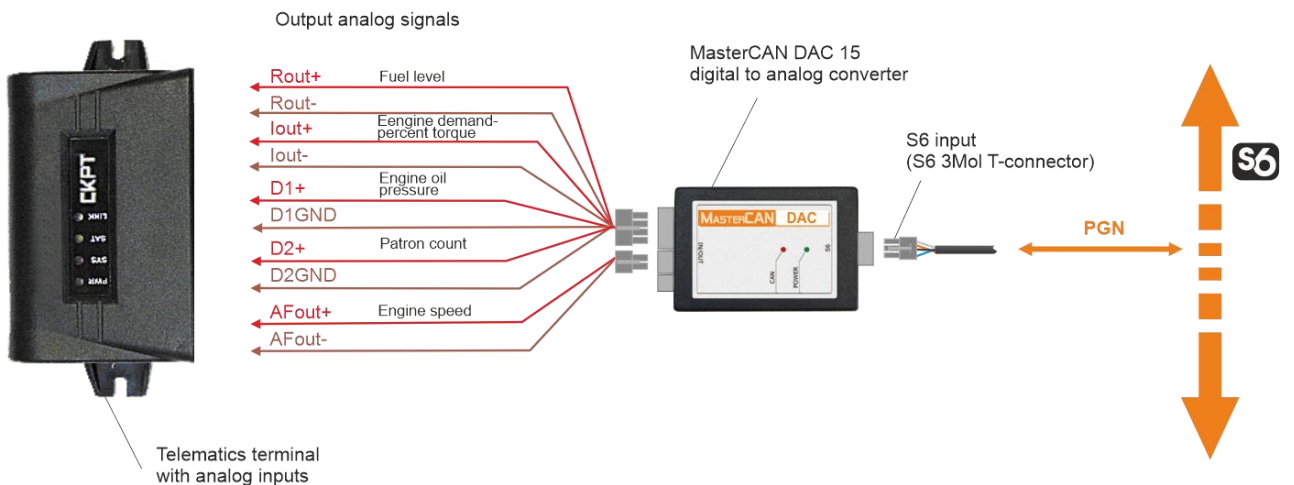 Output analog signals
MasterCAN DAC 15
digital to analog converter
S6 input
(S6 3Mol T-connector)
Rout+
Fuel level
Rout-
Iout+
Eengine demand-
percent torque
Iout-
D1+
Engine oil
pressure
D1GND
D2+
Patron count
D2GND
AFout+
Engine speed
AFout-
СКРТ
LINK
SAT
SYS
PWR
MASTERCAN DAC
IN/OUT
CAN
POWER
S6
PGN
S6
Telematics terminal
with analog inputs